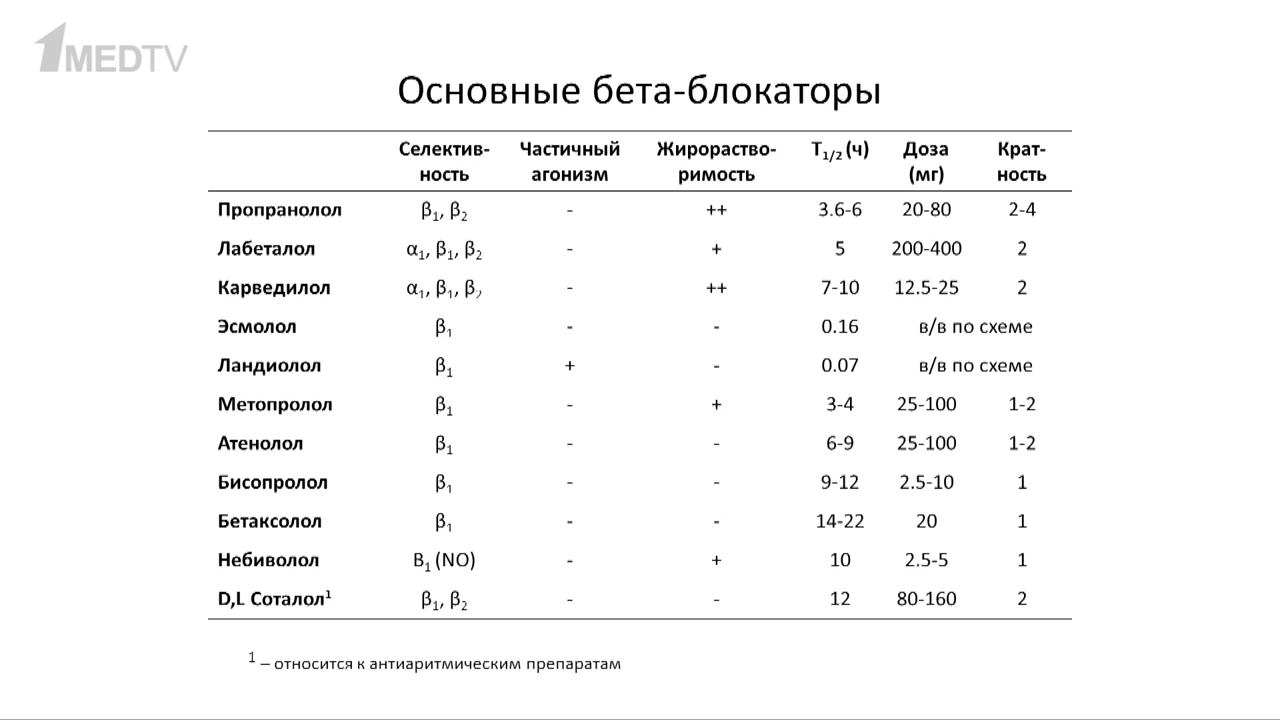 1MEDTV
Основные бета-блокаторы
Селектив- Частичный Жирораство- T1/2 (ч) Доза Крат-
ность агонизм римость (мг) ность
Пропранолол β1, β2 - ++ 3.6-6 20-80 2-4
Лабеталол α1, β1, β2 - + 5 200-400 2
Карведилол α1, β1, β2 - ++ 7-10 12.5-25 2
Эсмолол β1 - - 0.16 в/в по схеме
Ландиолол β1 + - 0.07 в/в по схеме
Метопролол β1 - + 3-4 25-100 1-2
Атенолол β1 - - 6-9 25-100 1-2
Бисопролол β1 - - 9-12 2.5-10 1
Бетаксолол β1 - - 14-22 20 1
Небиволол B1 (NO) - + 10 2.5-5 1
D,L Соталол¹ β1, β2 - - 12 80-160 2
1 – относится к антиаритмическим препаратам